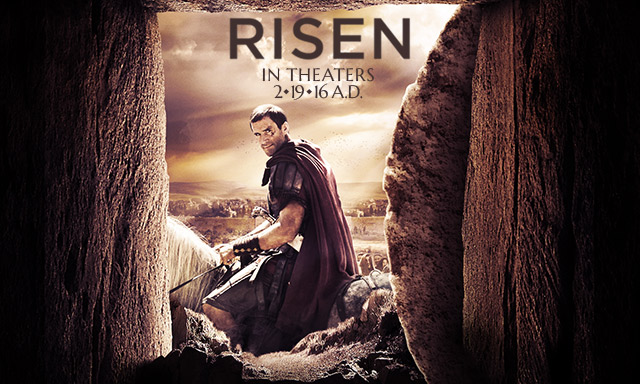 RISEN
IN THEATERS
2•19•16 A.D.